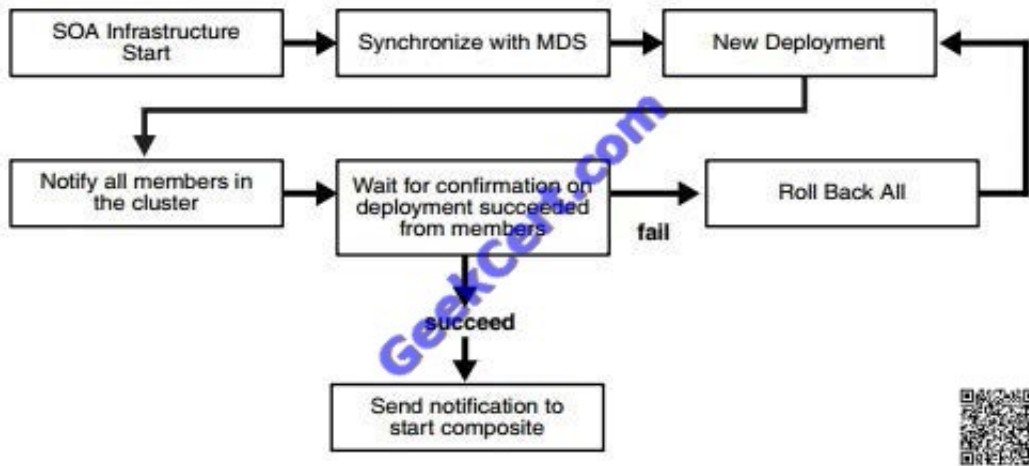 SOA Infrastructure
Start
Synchronize with MDS
New Deployment
Notify all members in
the cluster
Wait for confirmation on
deployment succeeded
from members
fail
Roll Back All
succeed
Send notification to
start composite
GeekCert.com